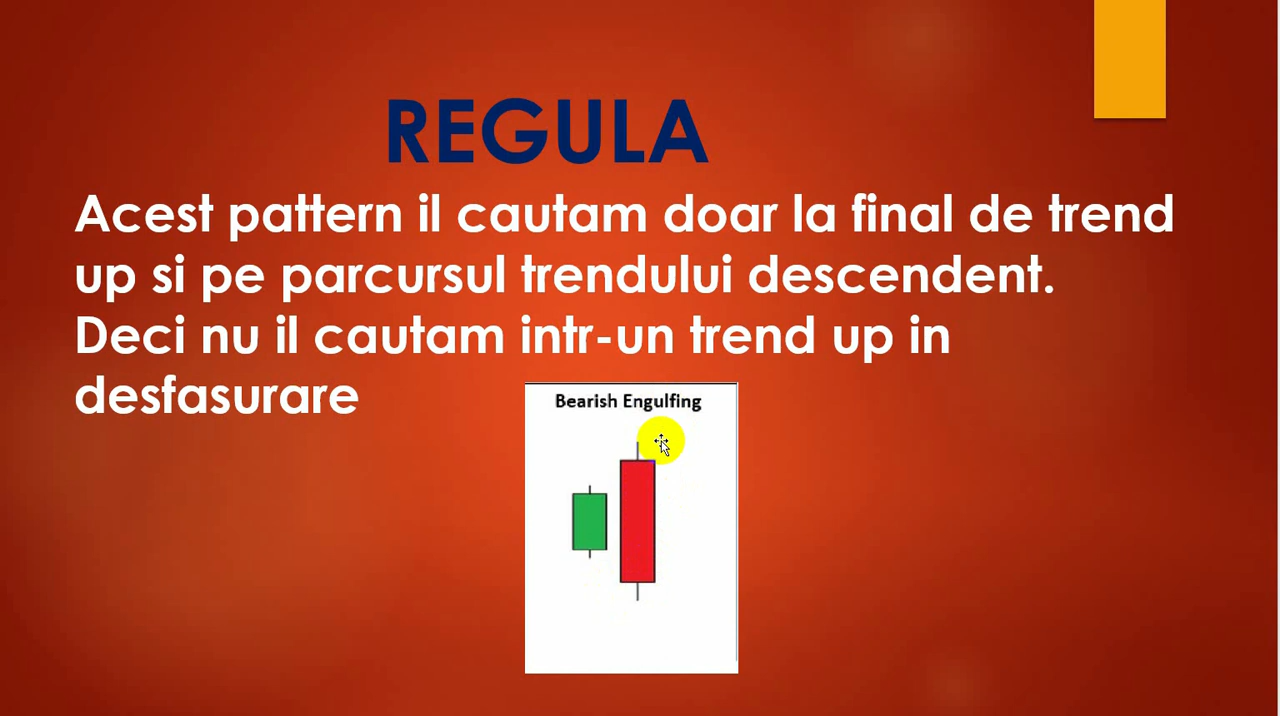 REGULA
Acest pattern il cautam doar la final de trend
up si pe parcursul trendului descendent.
Deci nu il cautam intr-un trend up in
desfasurare
Bearish Engulfing